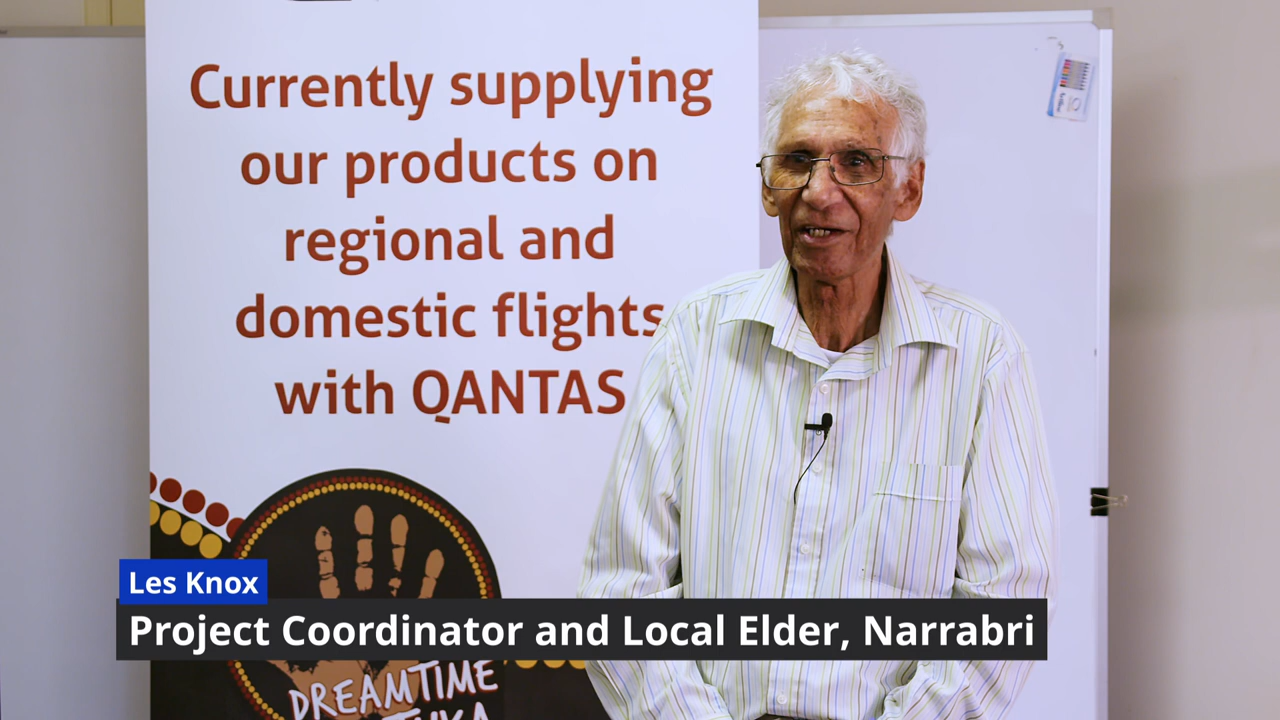 Currently supplying
our products on
regional and
domestic flights
with QANTAS
Les Knox
Project Coordinator and Local Elder, Narrabri
DREAMTIME